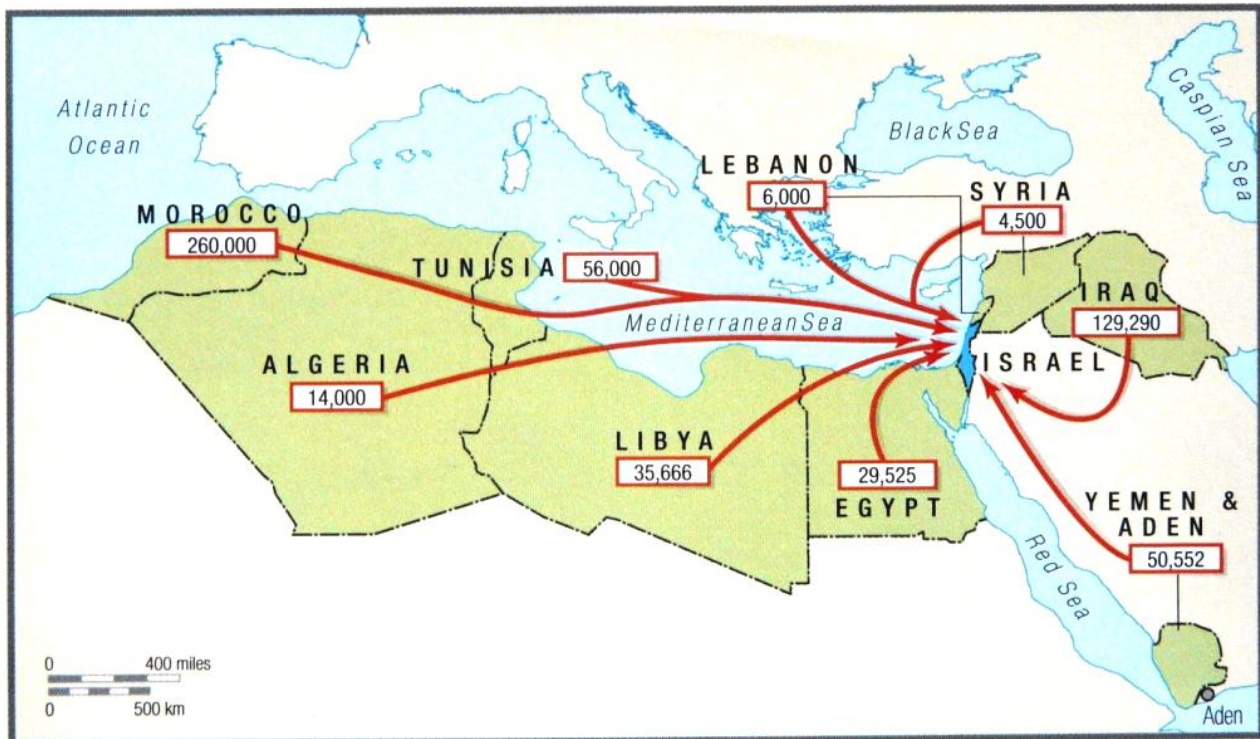 Atlantic
Ocean
Black Sea
Caspian Sea
LEBANON
6,000
SYRIA
4,500
MOROCCO
260,000
TUNISIA
56,000
IRAQ
129,290
Mediterranean Sea
ALGERIA
14,000
ISRAEL
LIBYA
35,666
29,525
EGYPT
YEMEN &
ADEN
50,552
Red Sea
0 400 miles
0 500 km
Aden